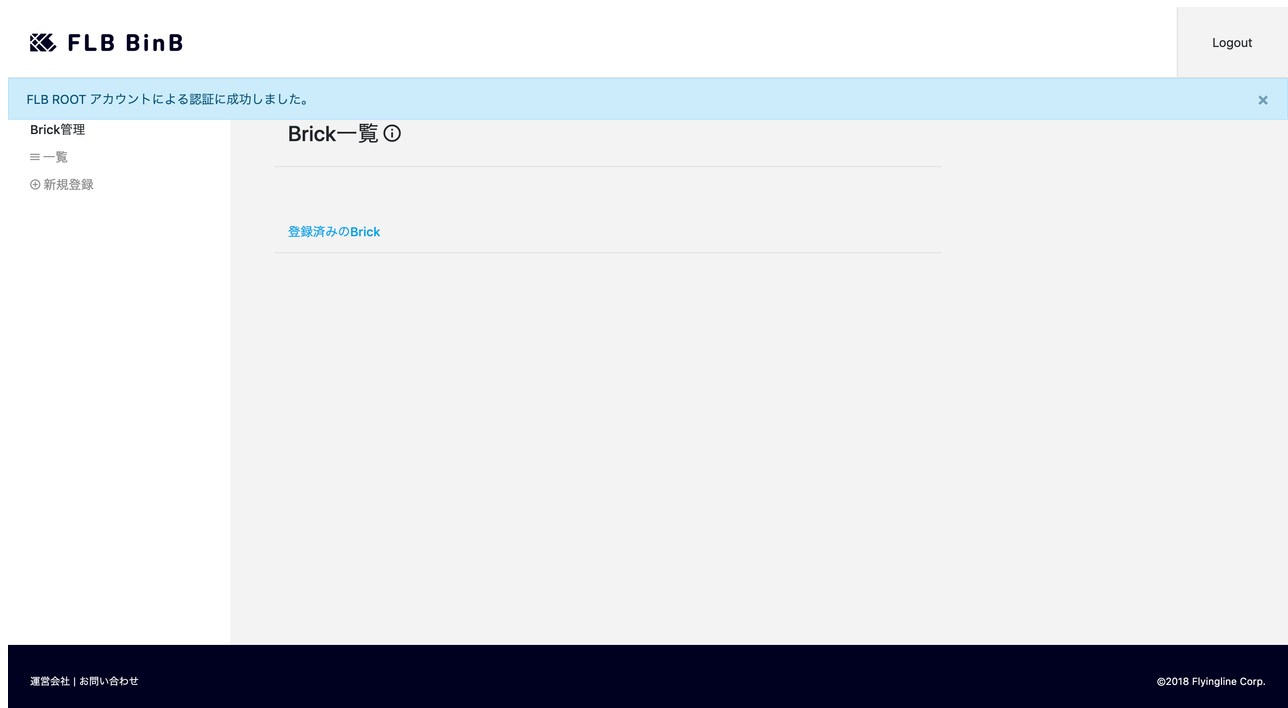 FLB BinB
Logout
FLB ROOT アカウントによる認証に成功しました。
×
Brick管理
一覧
新規登録
Brick一覧
登録済みのBrick
運営会社 | お問い合わせ
©2018 Flyingline Corp.